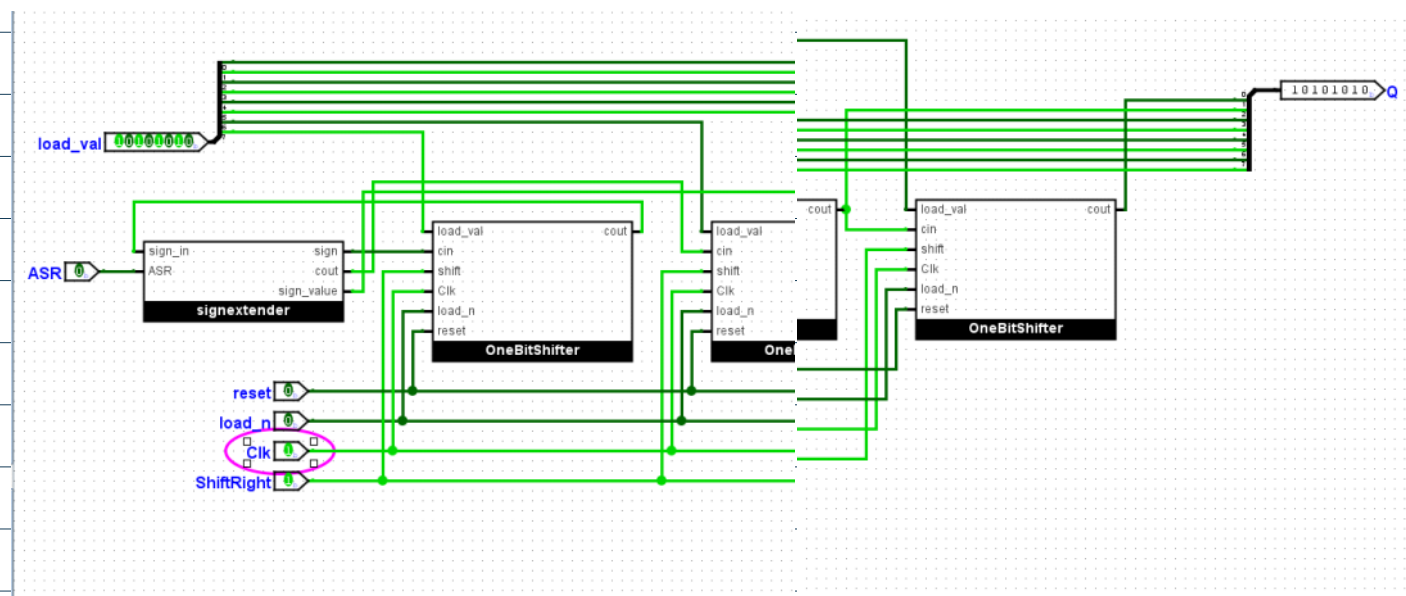 load_val
10101010
sign_in
sign
ASR
0
ASR
cout
sign_value
signextender
load_val
cout
cin
shift
Clk
load_n
reset
OneBitShifter
load_val
cin
shift
Clk
load_n
reset
One
reset
0
load_n
0
Clk
1
ShiftRight
1
cout
load_val
cout
cin
shift
Clk
load_n
reset
OneBitShifter
10101010
Q